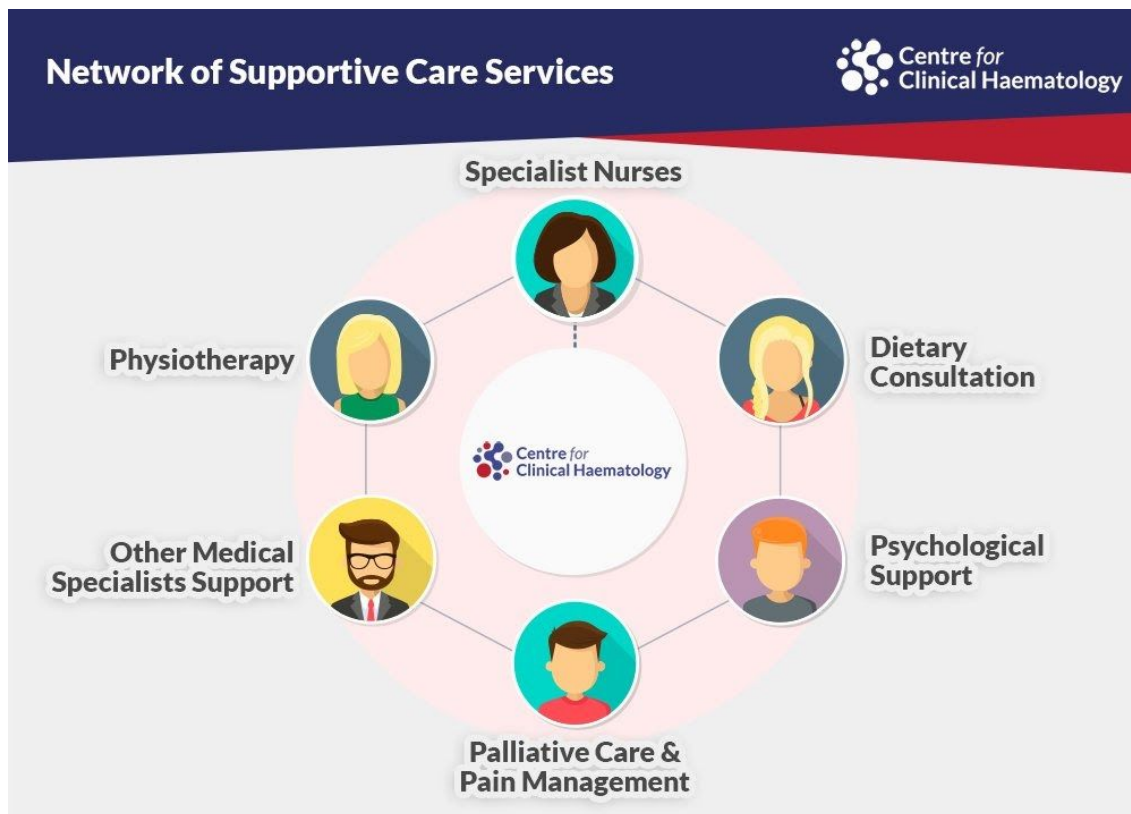 Network of Supportive Care Services
Centre for
Clinical Haematology
Specialist Nurses
Physiotherapy
Dietary
Consultation
Centre for
Clinical Haematology
Other Medical
Specialists Support
Psychological
Support
Palliative Care &
Pain Management